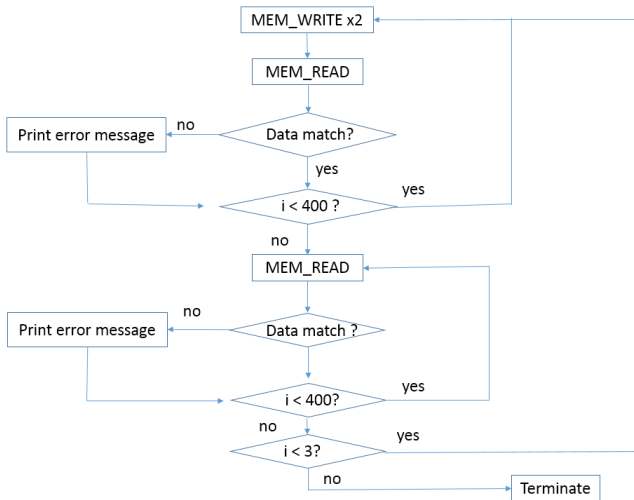 MEM_WRITE x2
MEM_READ
no
Data match?
Print error message
yes
yes
i < 400 ?
no
MEM_READ
no
Data match ?
Print error message
yes
i < 400?
no
yes
i < 3?
no
Terminate